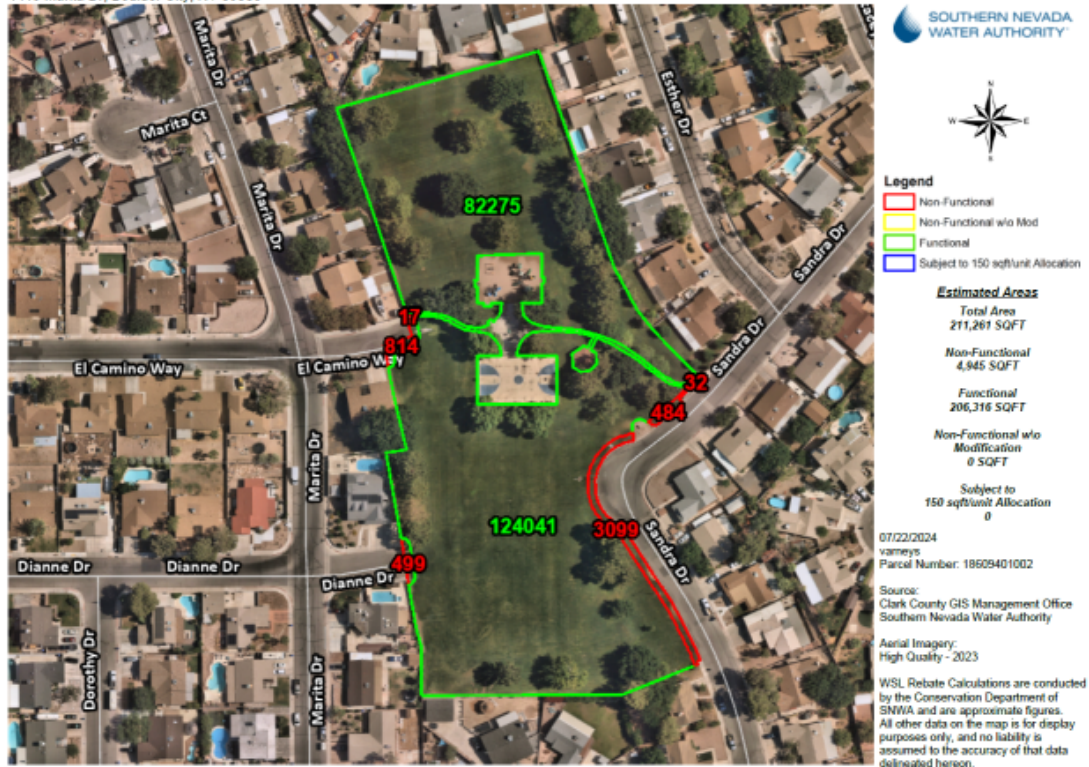 SOUTHERN NEVADA
WATER AUTHORITY
N
W
E
S
Legend
Non-Functional
Non-Functional w/o Mod
Functional
Subject to 150 sqft/unit Allocation
Estimated Areas
Total Area
211,261 SQFT
Non-Functional
4,945 SQFT
Functional
206,316 SQFT
Non-Functional w/o
Modification
0 SQFT
Subject to
150 sqft/unit Allocation
0
07/22/2024
varneys
Parcel Number: 18609401002
Source:
Clark County GIS Management Office
Southern Nevada Water Authority
Aerial Imagery:
High Quality - 2023
WSL Rebate Calculations are conducted
by the Conservation Department of
SNWA and are approximate figures.
All other data on the map is for display
purposes only, and no liability is
assumed to the accuracy of that data
delineated hereon.
Marita Dr
Marita Ct
Esther Dr
Marita Dr
82275
Sandra Dr
17
814
El Camino Way
El Camino Way
Sandra Dr
32
484
Marita Dr
124041
3099
Sandra Dr
499
Dianne Dr
Dianne Dr
Dianne Dr
Dorothy Dr
Marita Dr